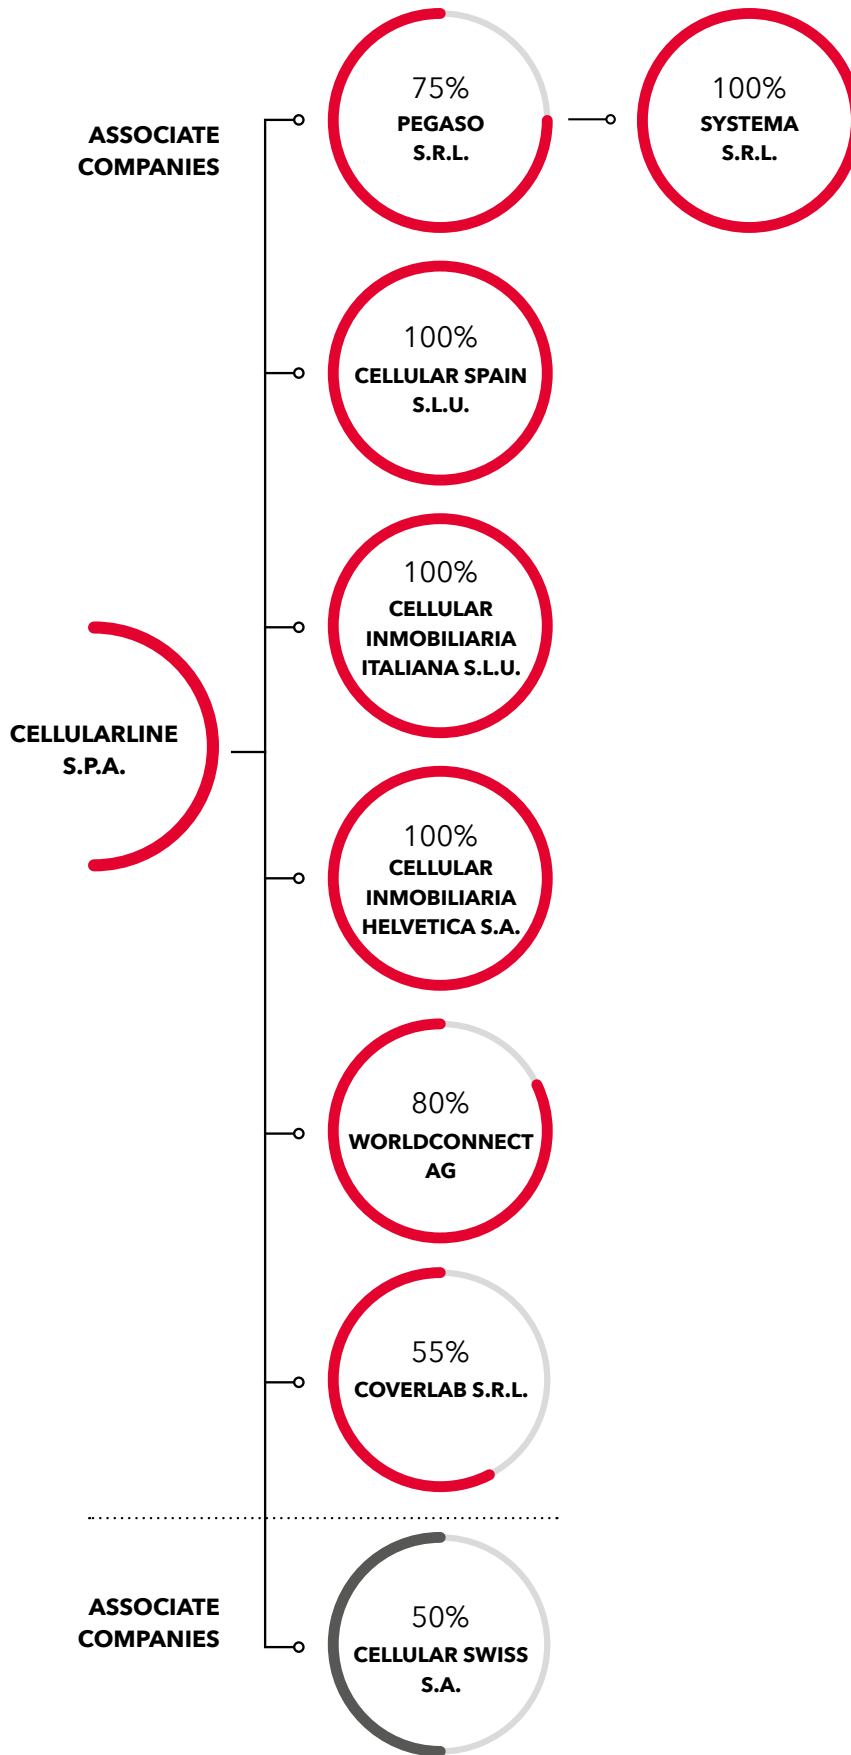 ASSOCIATE
COMPANIES
75%
PEGASO
S.R.L.
100%
SYSTEMA
S.R.L.
100%
CELLULAR SPAIN
S.L.U.
100%
CELLULAR
INMOBILIARIA
ITALIANA S.L.U.
CELLULARLINE
S.P.A.
100%
CELLULAR
INMOBILIARIA
HELVETICA S.A.
80%
WORLDCONNECT
AG
55%
COVERLAB S.R.L.
ASSOCIATE
COMPANIES
50%
CELLULAR SWISS
S.A.